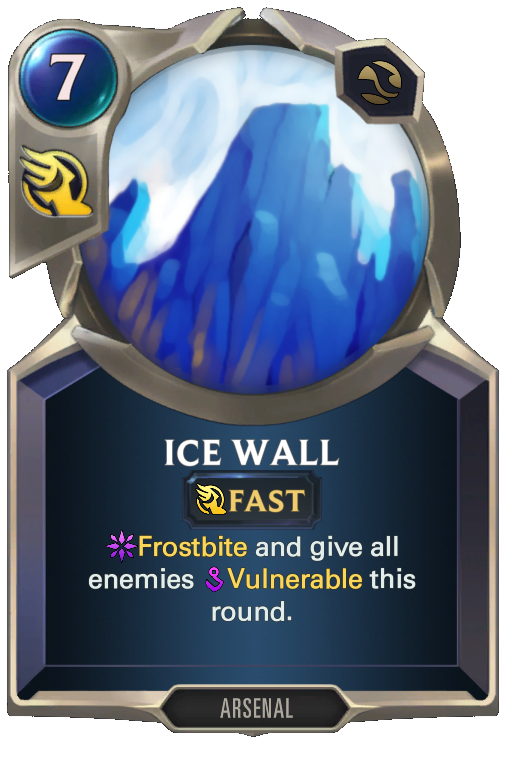 7
ICE WALL
FAST
Frostbite and give all
enemies Vulnerable this
round.
ARSENAL